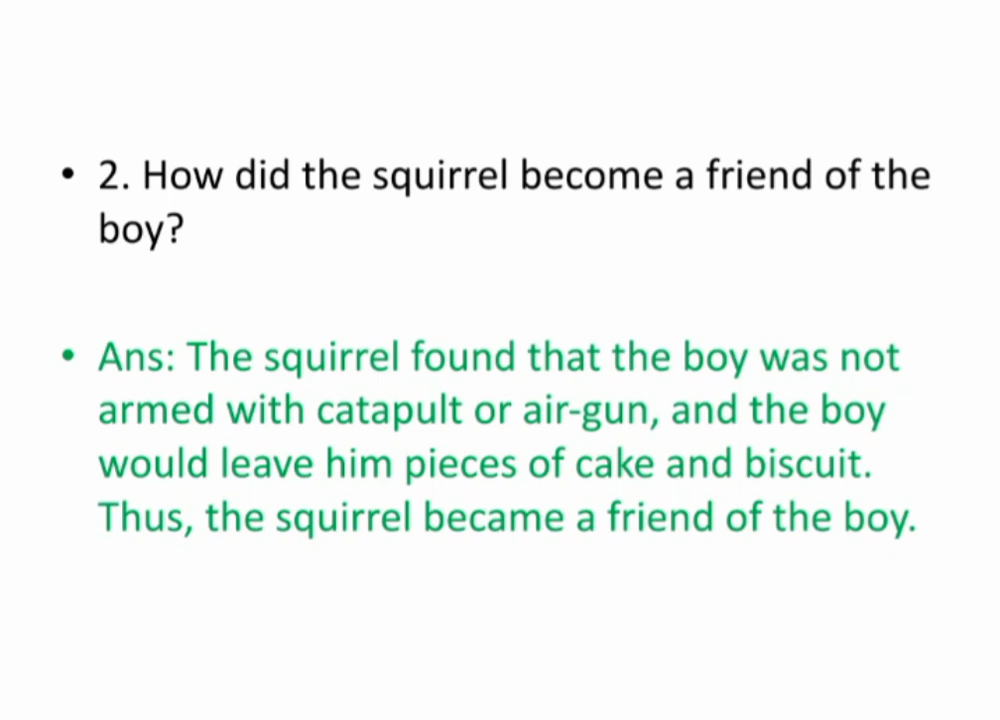 • 2. How did the squirrel become a friend of the
boy?
• Ans: The squirrel found that the boy was not
armed with catapult or air-gun, and the boy
would leave him pieces of cake and biscuit.
Thus, the squirrel became a friend of the boy.